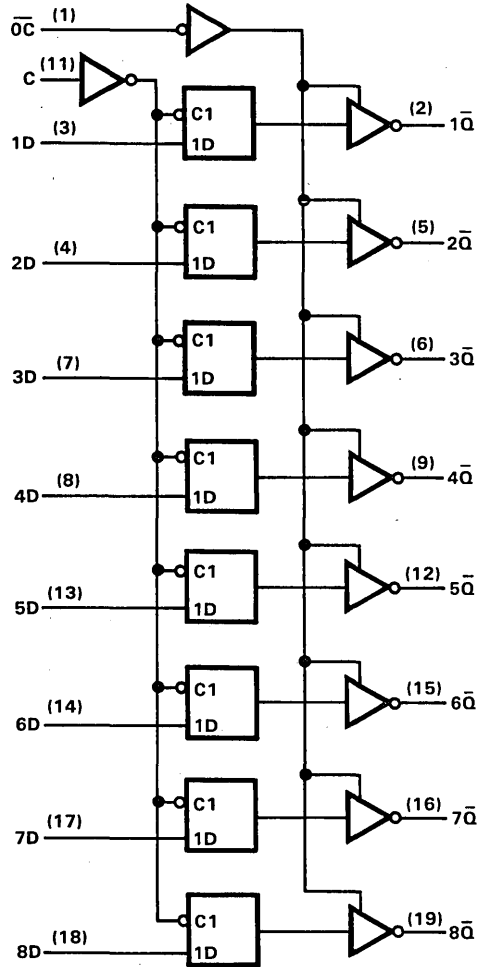 O̅C̅ (1)
C (11)
C1
1D (3) 1D (2) 1Q̅
C1
2D (4) 1D (5) 2Q̅
C1
3D (7) 1D (6) 3Q̅
C1
4D (8) 1D (9) 4Q̅
C1
5D (13) 1D (12) 5Q̅
C1
6D (14) 1D (15) 6Q̅
C1
7D (17) 1D (16) 7Q̅
C1
8D (18) 1D (19) 8Q̅